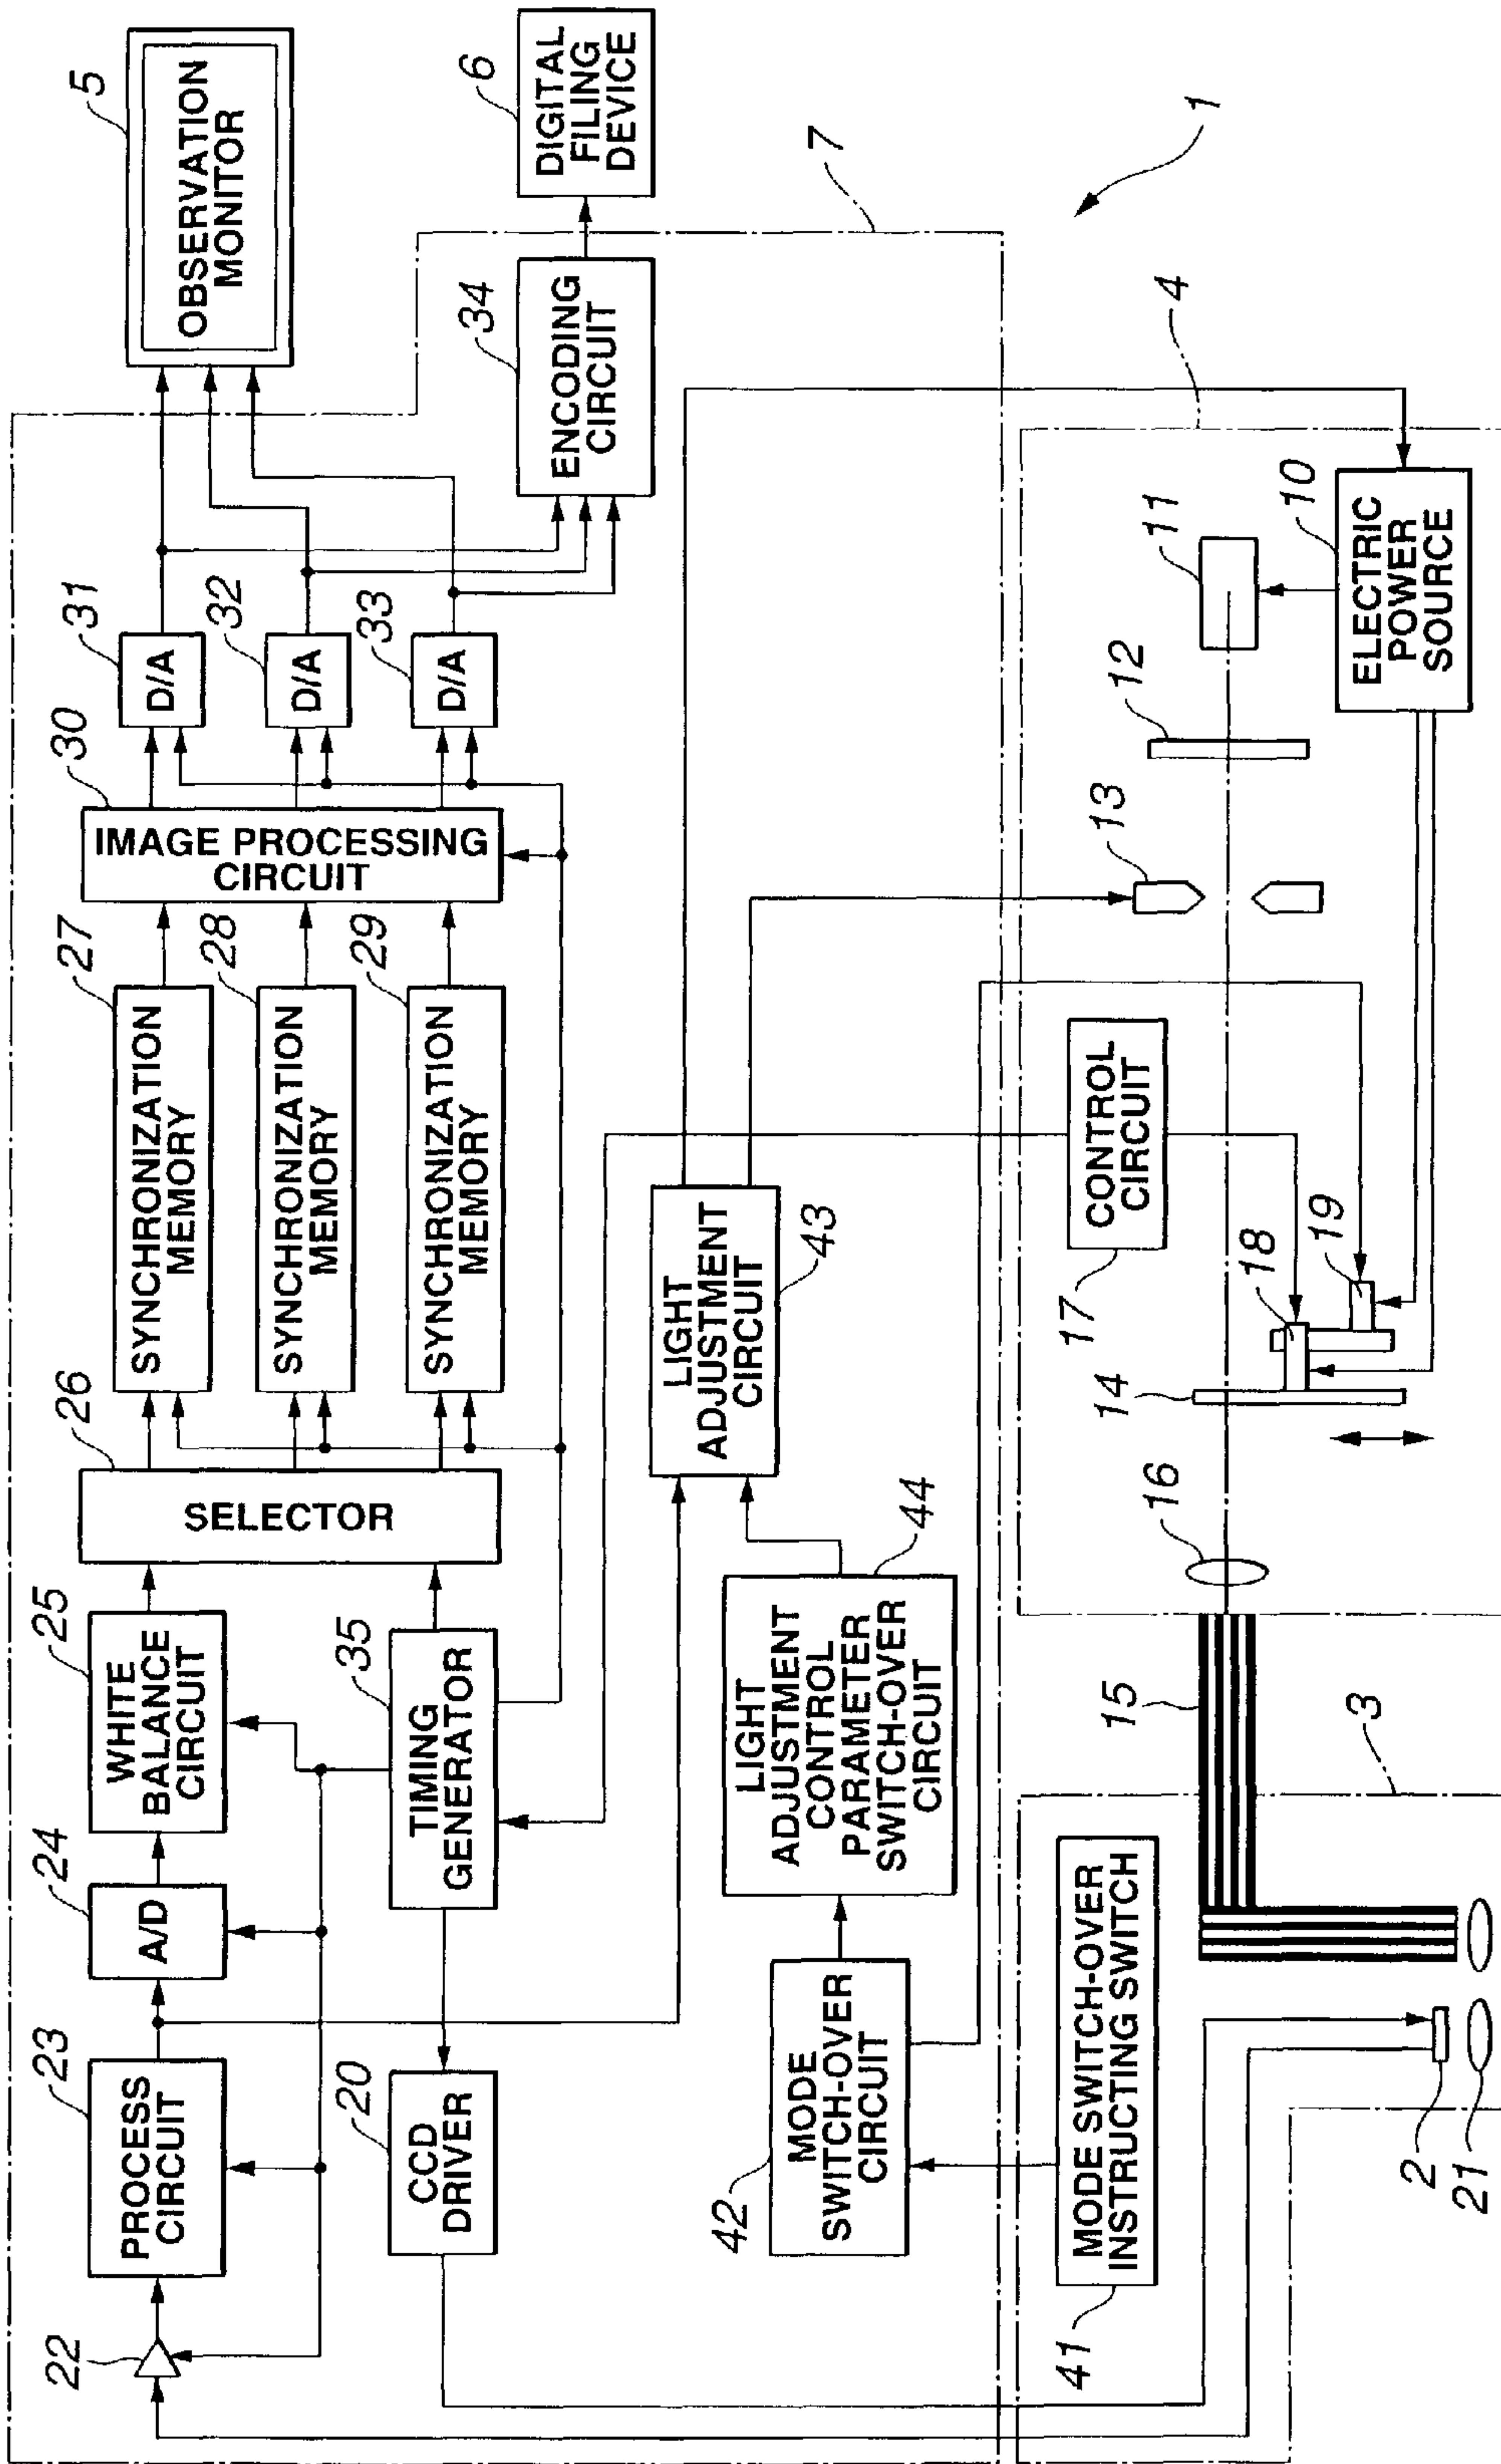 1
5
OBSERVATION
MONITOR
6
DIGITAL
FILING
DEVICE
7
34
ENCODING
CIRCUIT
31
D/A
32
D/A
33
D/A
30
IMAGE PROCESSING
CIRCUIT
27
SYNCHRONIZATION
MEMORY
28
SYNCHRONIZATION
MEMORY
29
SYNCHRONIZATION
MEMORY
26
SELECTOR
25
WHITE
BALANCE
CIRCUIT
24
A/D
23
PROCESS
CIRCUIT
22
35
TIMING
GENERATOR
20
CCD
DRIVER
LIGHT
ADJUSTMENT
CIRCUIT
43
44
LIGHT
ADJUSTMENT
CONTROL
PARAMETER
SWITCH-OVER
CIRCUIT
42
MODE
SWITCH-OVER
CIRCUIT
41
MODE SWITCH-OVER
INSTRUCTING SWITCH
4
10
ELECTRIC
POWER
SOURCE
11
12
13
17
CONTROL
CIRCUIT
18
19
14
16
15
3
2
21